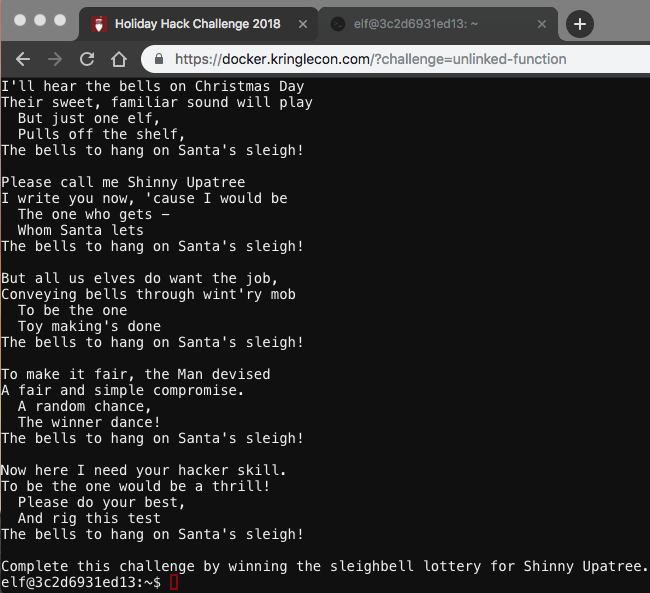 Holiday Hack Challenge 2018
elf@3c2d6931ed13: ~
https://docker.kringlecon.com/?challenge=unlinked-function
I'll hear the bells on Christmas Day
Their sweet, familiar sound will play
But just one elf,
Pulls off the shelf,
The bells to hang on Santa's sleigh!
Please call me Shinny Upatree
I write you now, 'cause I would be
The one who gets –
Whom Santa lets
The bells to hang on Santa's sleigh!
But all us elves do want the job,
Conveying bells through wint'ry mob
To be the one
Toy making's done
The bells to hang on Santa's sleigh!
To make it fair, the Man devised
A fair and simple compromise.
A random chance,
The winner dance!
The bells to hang on Santa's sleigh!
Now here I need your hacker skill.
To be the one would be a thrill!
Please do your best,
And rig this test
The bells to hang on Santa's sleigh!
Complete this challenge by winning the sleighbell lottery for Shinny Upatree.
elf@3c2d6931ed13:~$